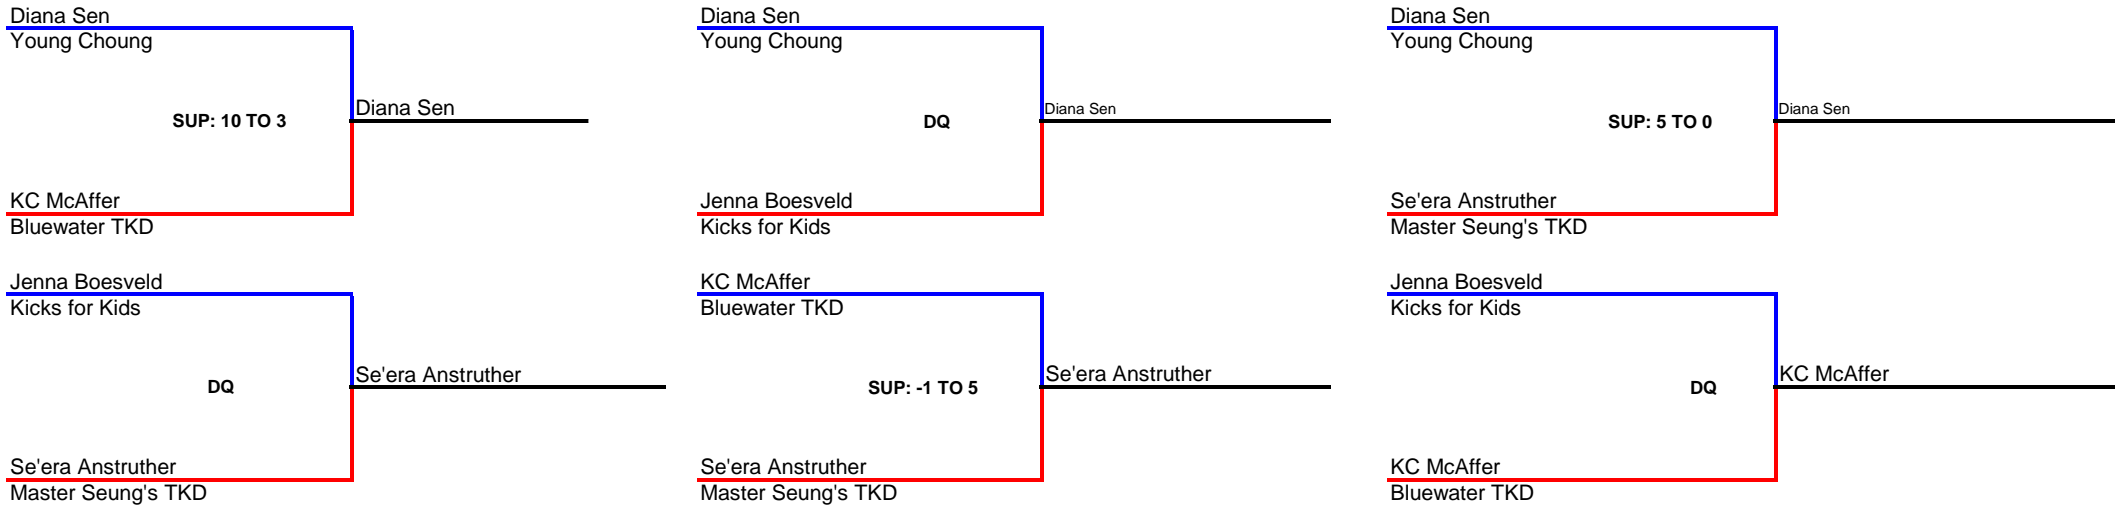 Diana Sen
Young Choung
SUP: 10 TO 3
Diana Sen
KC McAffer
Bluewater TKD
Diana Sen
Young Choung
DQ
Diana Sen
Jenna Boesveld
Kicks for Kids
Diana Sen
Young Choung
SUP: 5 TO 0
Diana Sen
Se'era Anstruther
Master Seung's TKD
Jenna Boesveld
Kicks for Kids
DQ
Se'era Anstruther
Se'era Anstruther
Master Seung's TKD
KC McAffer
Bluewater TKD
SUP: -1 TO 5
Se'era Anstruther
Se'era Anstruther
Master Seung's TKD
Jenna Boesveld
Kicks for Kids
DQ
KC McAffer
KC McAffer
Bluewater TKD